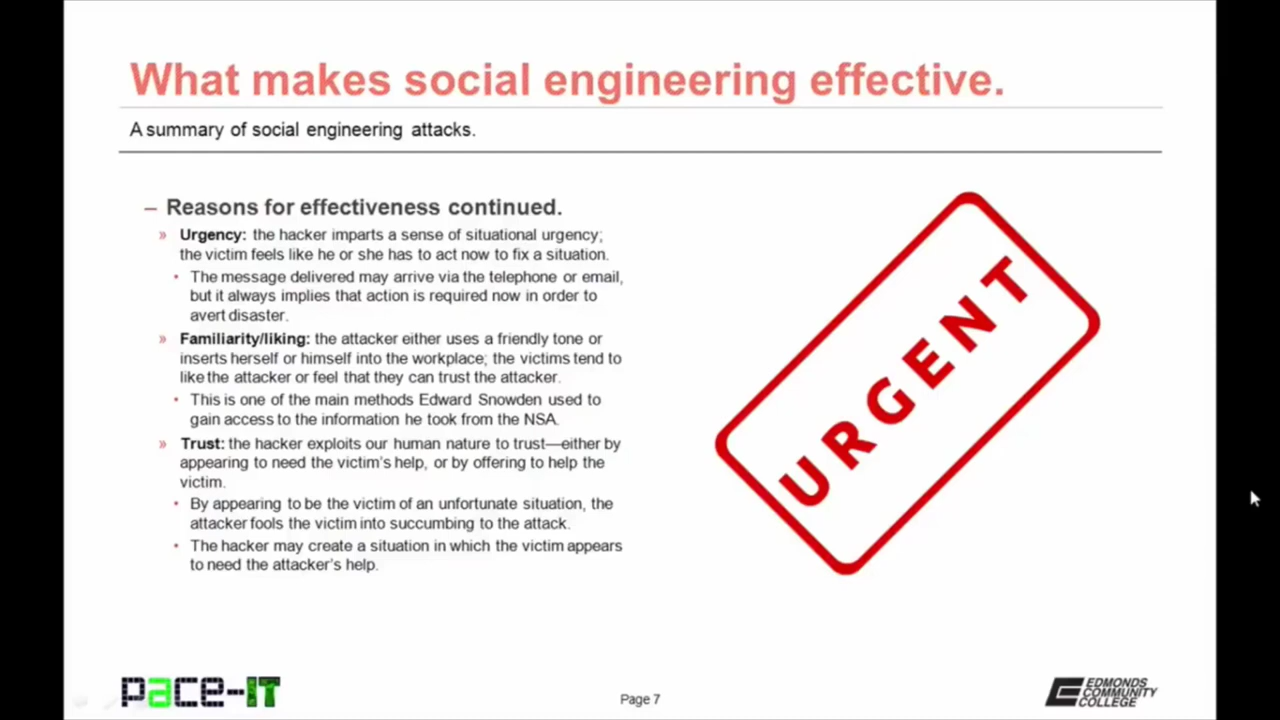 What makes social engineering effective.
A summary of social engineering attacks.
– Reasons for effectiveness continued.
» Urgency: the hacker imparts a sense of situational urgency;
the victim feels like he or she has to act now to fix a situation.
• The message delivered may arrive via the telephone or email,
but it always implies that action is required now in order to
avert disaster.
» Familiarity/liking: the attacker either uses a friendly tone or
inserts herself or himself into the workplace; the victims tend to
like the attacker or feel that they can trust the attacker.
• This is one of the main methods Edward Snowden used to
gain access to the information he took from the NSA.
» Trust: the hacker exploits our human nature to trust—either by
appearing to need the victim's help, or by offering to help the
victim.
• By appearing to be the victim of an unfortunate situation, the
attacker fools the victim into succumbing to the attack.
• The hacker may create a situation in which the victim appears
to need the attacker's help.
URGENT
pace-IT
Page 7
EDMONDS
COMMUNITY
COLLEGE